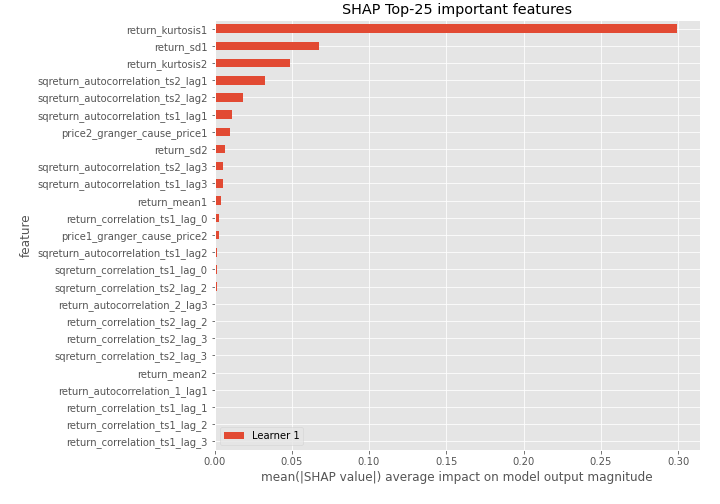 SHAP Top-25 important features
return_kurtosis1
return_sd1
return_kurtosis2
sqreturn_autocorrelation_ts2_lag1
sqreturn_autocorrelation_ts2_lag2
sqreturn_autocorrelation_ts1_lag1
price2_granger_cause_price1
return_sd2
sqreturn_autocorrelation_ts2_lag3
sqreturn_autocorrelation_ts1_lag3
return_mean1
return_correlation_ts1_lag_0
price1_granger_cause_price2
sqreturn_autocorrelation_ts1_lag2
sqreturn_correlation_ts1_lag_0
sqreturn_correlation_ts2_lag_2
return_autocorrelation_2_lag3
return_correlation_ts2_lag_2
return_correlation_ts2_lag_3
sqreturn_correlation_ts2_lag_3
return_mean2
return_autocorrelation_1_lag1
return_correlation_ts1_lag_1
return_correlation_ts1_lag_2
return_correlation_ts1_lag_3
feature
Learner 1
0.00 0.05 0.10 0.15 0.20 0.25 0.30
mean(|SHAP value|) average impact on model output magnitude